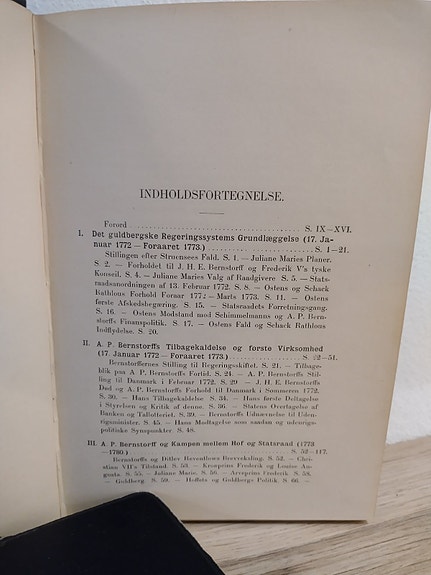 INDHOLDSFORTEGNELSE.
Forord . . . . . . . . . . . . . . . . . . . . . . . . . . . . S. IX—XVI.
I. Det guldbergske Regeringssystems Grundlæggelse (17. Ja-
nuar 1772 — Foraaret 1773.) . . . . . . . . . . . . . . . . S. 1—21.
Stillingen efter Struensees Fald. S. 1. — Juliane Maries Planer.
S. 2. — Forholdet til J. H. E. Bernstorff og Frederik V's tyske
Konseil. S. 4. — Juliane Maries Valg af Raadgivere S. 5. — Stats-
raadsanordningen af 13. Februar 1772. S. 8. — Ostens og Schack
Rathlous Forhold Foraar 1772 — Marts 1773. S. 11. — Ostens
første Afskedsbegæring. S. 15. — Statsraadets Forretningsgang.
S. 16. — Ostens Modstand mod Schimmelmanns og A. P. Bern-
storffs Finanspolitik. S. 17. — Ostens Fald og Schack Rathlous
Indflydelse. S. 20.
II. A. P. Bernstorffs Tilbagekaldelse og første Virksomhed
(17. Januar 1772 — Foraaret 1773.) . . . . . . . . . . . . S. 22—51.
Bernstorffernes Stilling til Regeringsskiftet. S. 21. — Tilbage-
blik paa A. P. Bernstorffs Fortid. S. 24. — A. P. Bernstorffs Stil-
ling til Danmark i Februar 1772. S. 29 — J. H. E. Bernstorffs
Død og A. P. Bernstorffs Forhold til Danmark i Sommeren 1772.
S. 30. — Hans Tilbagekaldelse S. 34. — Hans første Deltagelse
i Styrelsen og Kritik af denne. S. 36. — Statens Overtagelse af
Banken og Tallotteriet. S. 39. — Bernstorffs Udnævnelse til Uden-
rigsminister. S. 45. — Hans Modtagelse som saadan og udenrigs-
politiske Synspunkter. S. 48.
III. A. P. Bernstorff og Kampen mellem Hof og Statsraad (1773
—1780.) . . . . . . . . . . . . . . . . . . . . . . . . . . . . S. 52—117.
Bernstorffs og Ditlev Reventlows Brevveksling. S. 52. — Chri-
stian VII's Tilstand S. 53. — Kronprins Frederik og Louise Au-
gusta. S. 55. — Juliane Marie. S. 56. — Arveprins Frederik. S. 58.
— Guldberg. S. 59. — Hoffets og Guldbergs Politik. S. 66. —